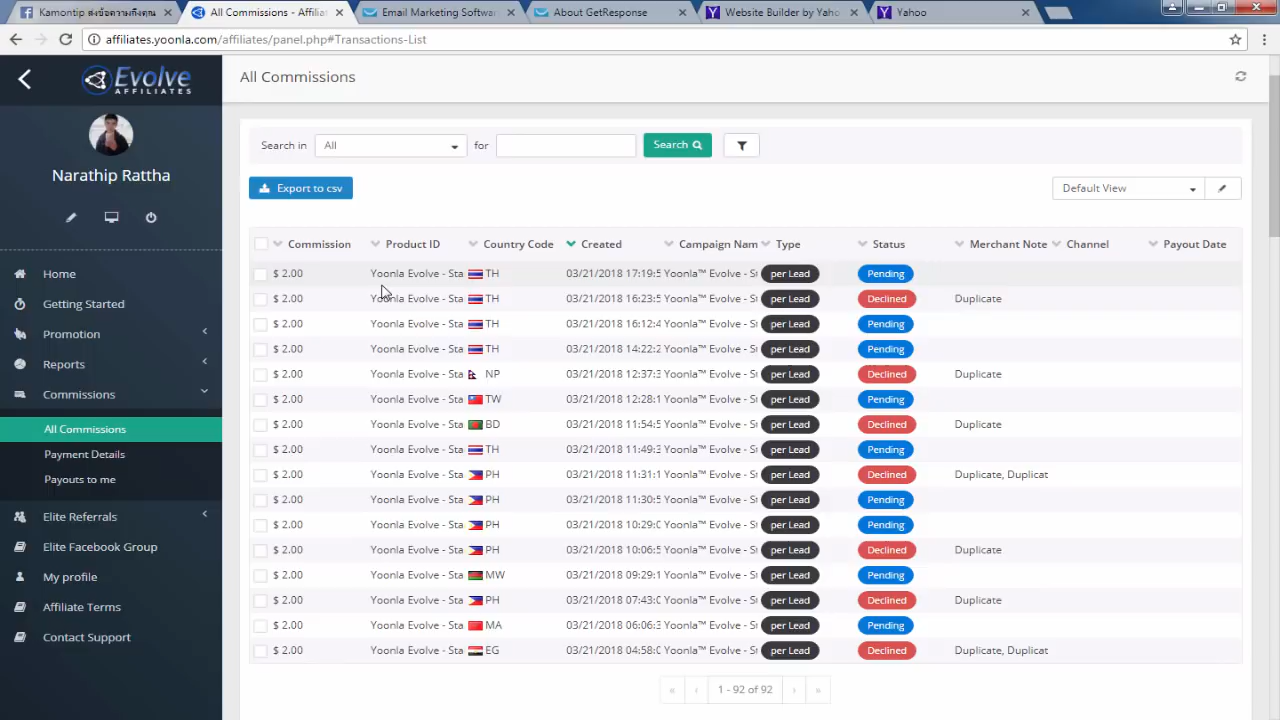 Kamontip แห่งความสุขคุณ
All Commissions - Affiliat
Email Marketing Softwar
About GetResponse
Website Builder by Yaho
Yahoo
affiliates.yoonla.com/affiliates/panel.php#Transactions-List
Evolve
AFFILIATES
Narathip Rattha
Home
Getting Started
Promotion
Reports
Commissions
All Commissions
Payment Details
Payouts to me
Elite Referrals
Elite Facebook Group
My profile
Affiliate Terms
Contact Support
All Commissions
Search in All for Search
Export to csv
Default View
Commission Product ID Country Code Created Campaign Nam Type Status Merchant Note Channel Payout Date
$ 2.00 Yoonla Evolve - Sta TH 03/21/2018 17:19:5 Yoonla™ Evolve - St per Lead Pending
$ 2.00 Yoonla Evolve - Sta TH 03/21/2018 16:23:5 Yoonla™ Evolve - St per Lead Declined Duplicate
$ 2.00 Yoonla Evolve - Sta TH 03/21/2018 16:12:4 Yoonla™ Evolve - St per Lead Pending
$ 2.00 Yoonla Evolve - Sta TH 03/21/2018 14:22:2 Yoonla™ Evolve - St per Lead Pending
$ 2.00 Yoonla Evolve - Sta NP 03/21/2018 12:37:3 Yoonla™ Evolve - St per Lead Declined Duplicate
$ 2.00 Yoonla Evolve - Sta TW 03/21/2018 12:28:1 Yoonla™ Evolve - St per Lead Pending
$ 2.00 Yoonla Evolve - Sta BD 03/21/2018 11:54:5 Yoonla™ Evolve - St per Lead Declined Duplicate
$ 2.00 Yoonla Evolve - Sta TH 03/21/2018 11:49:3 Yoonla™ Evolve - St per Lead Pending
$ 2.00 Yoonla Evolve - Sta PH 03/21/2018 11:31:1 Yoonla™ Evolve - St per Lead Declined Duplicate, Duplicat
$ 2.00 Yoonla Evolve - Sta PH 03/21/2018 11:30:5 Yoonla™ Evolve - St per Lead Pending
$ 2.00 Yoonla Evolve - Sta PH 03/21/2018 10:29:0 Yoonla™ Evolve - St per Lead Pending
$ 2.00 Yoonla Evolve - Sta PH 03/21/2018 10:06:5 Yoonla™ Evolve - St per Lead Declined Duplicate
$ 2.00 Yoonla Evolve - Sta MW 03/21/2018 09:29:1 Yoonla™ Evolve - St per Lead Pending
$ 2.00 Yoonla Evolve - Sta PH 03/21/2018 07:43:0 Yoonla™ Evolve - St per Lead Declined Duplicate
$ 2.00 Yoonla Evolve - Sta MA 03/21/2018 06:06:3 Yoonla™ Evolve - St per Lead Pending
$ 2.00 Yoonla Evolve - Sta EG 03/21/2018 04:58:0 Yoonla™ Evolve - St per Lead Declined Duplicate, Duplicat
« ‹ 1 - 92 of 92 › »